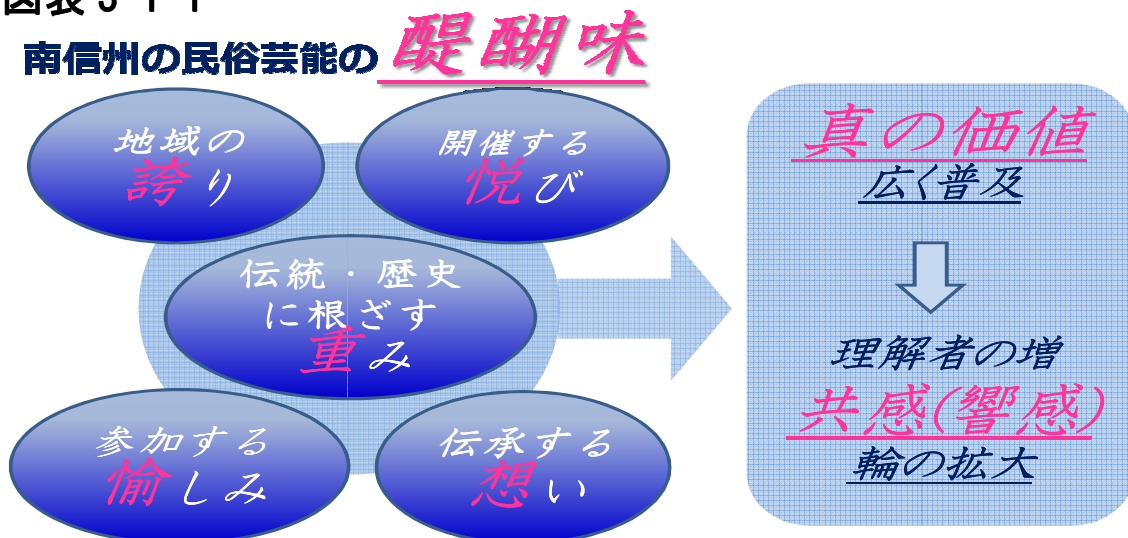 図表 3-1-1
南信州の民俗芸能の醍醐味
地域の
誇り
開催する
悦び
伝統・歴史
に根ざす
重み
参加する
愉しみ
伝承する
想い
真の価値
広く普及
理解者の増
共感(響感)
輪の拡大